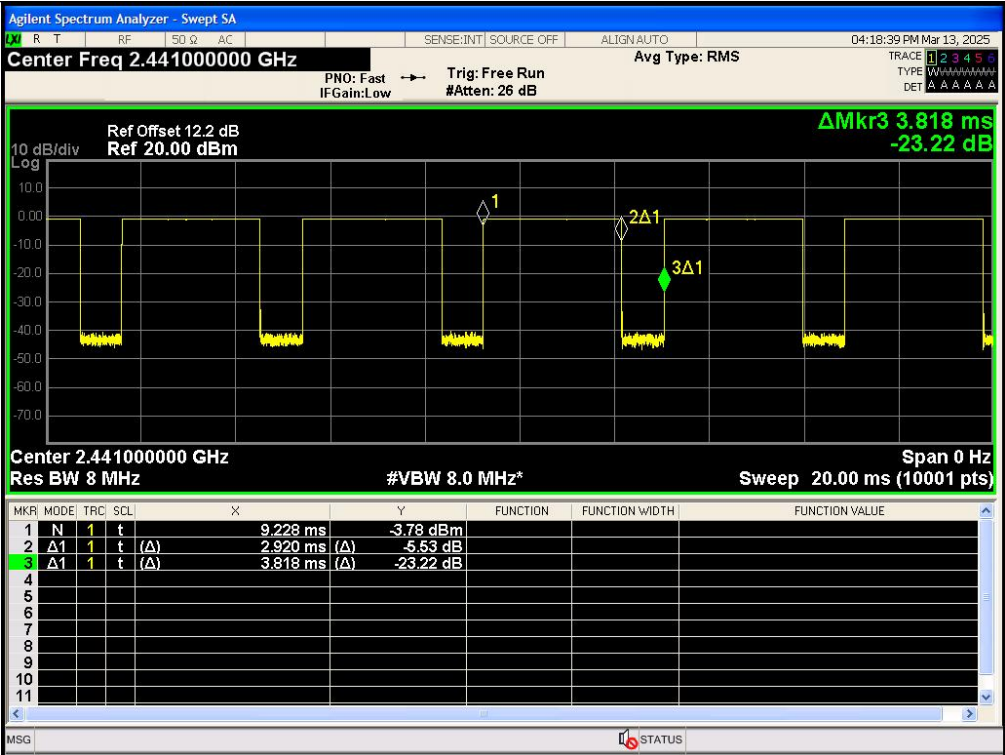 Agilent Spectrum Analyzer - Swept SA
LXI R T RF 50 Ω AC SENSE:INT SOURCE OFF ALIGN AUTO 04:18:39 PM Mar 13, 2025
Center Freq 2.441000000 GHz
PNO: Fast
IFGain:Low
Trig: Free Run
#Atten: 26 dB
Avg Type: RMS
TRACE 1 2 3 4 5 6
TYPE W
DET A A A A A A
ΔMkr3 3.818 ms
-23.22 dB
Ref Offset 12.2 dB
10 dB/div Ref 20.00 dBm
Log
10.0
0.00
-10.0
-20.0
-30.0
-40.0
-50.0
-60.0
-70.0
1
2Δ1
3Δ1
Center 2.441000000 GHz Span 0 Hz
Res BW 8 MHz #VBW 8.0 MHz* Sweep 20.00 ms (10001 pts)
MKR MODE TRC SCL X Y FUNCTION FUNCTION WIDTH FUNCTION VALUE
1 N 1 t 9.228 ms -3.78 dBm
2 Δ1 1 t (Δ) 2.920 ms (Δ) -5.53 dB
3 Δ1 1 t (Δ) 3.818 ms (Δ) -23.22 dB
4
5
6
7
8
9
10
11
MSG STATUS